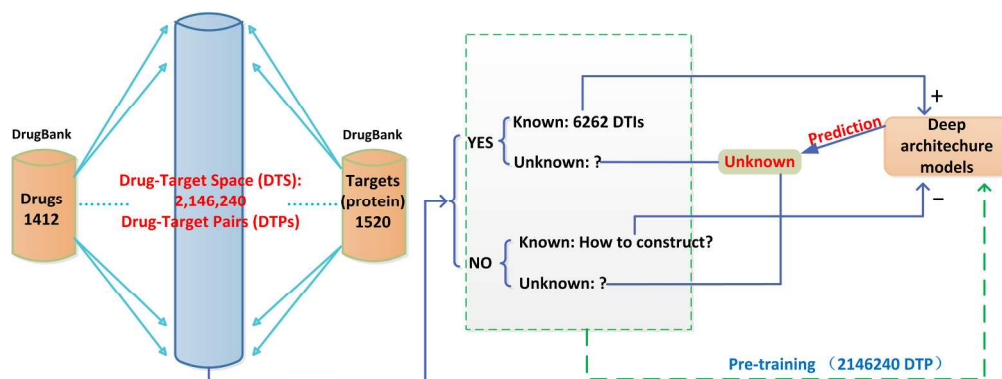 DrugBank
Drugs
1412
Drug-Target Space (DTS):
2,146,240
Drug-Target Pairs (DTPs)
DrugBank
Targets
(protein)
1520
YES
Known: 6262 DTIs
Unknown: ?
NO
Known: How to construct?
Unknown: ?
Unknown
Prediction
+
Deep
architechure
models
−
Pre-training （2146240 DTP）